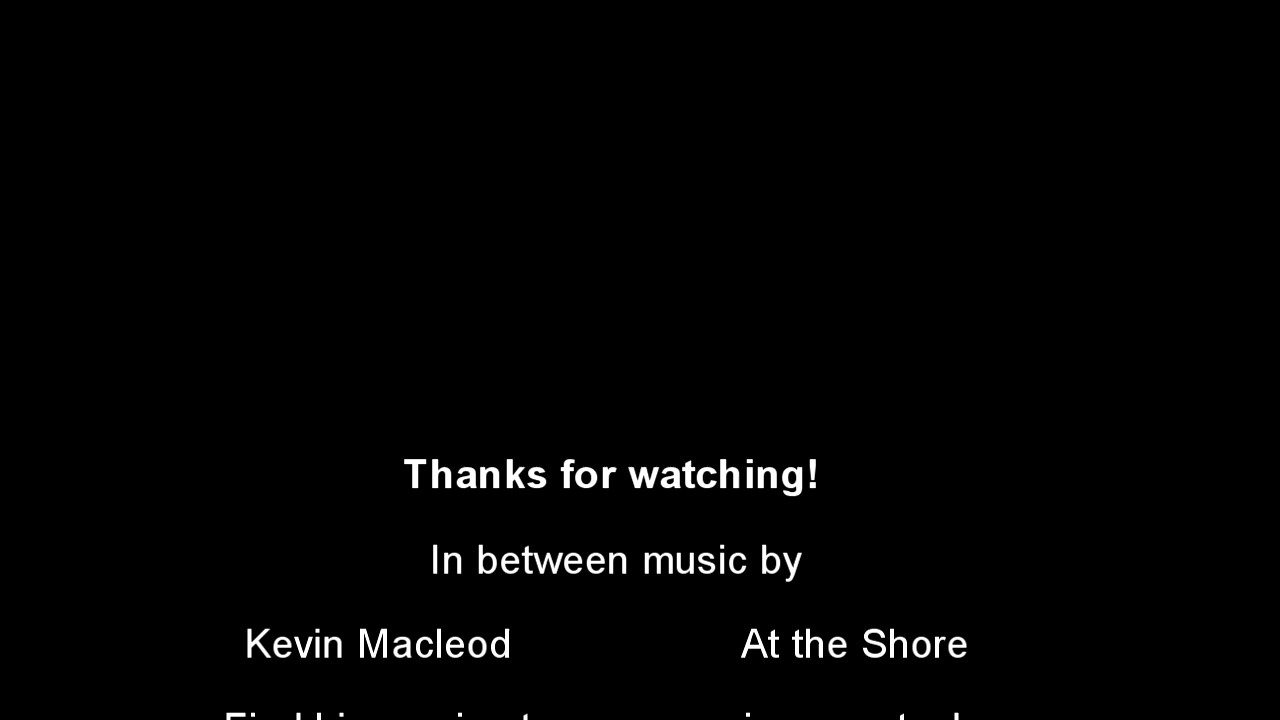 Thanks for watching!
In between music by
Kevin Macleod At the Shore